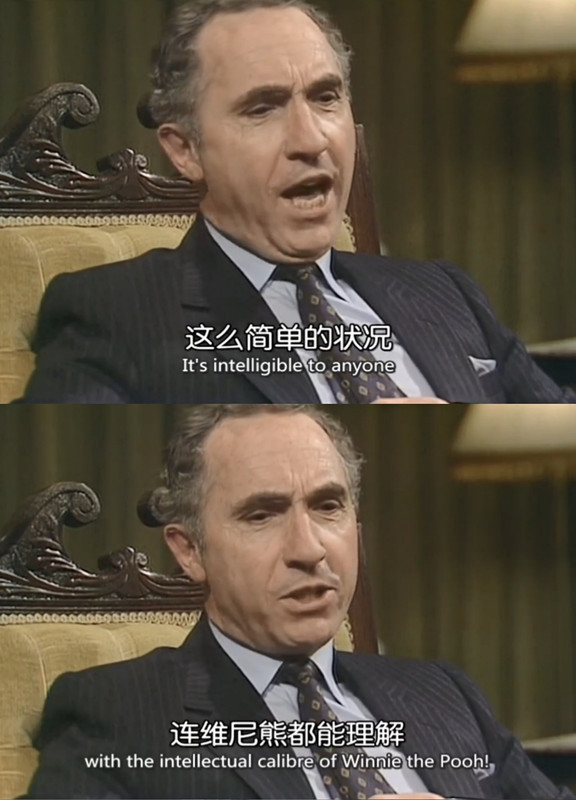 这么简单的状况
It's intelligible to anyone
连维尼熊都能理解
with the intellectual calibre of Winnie the Pooh!